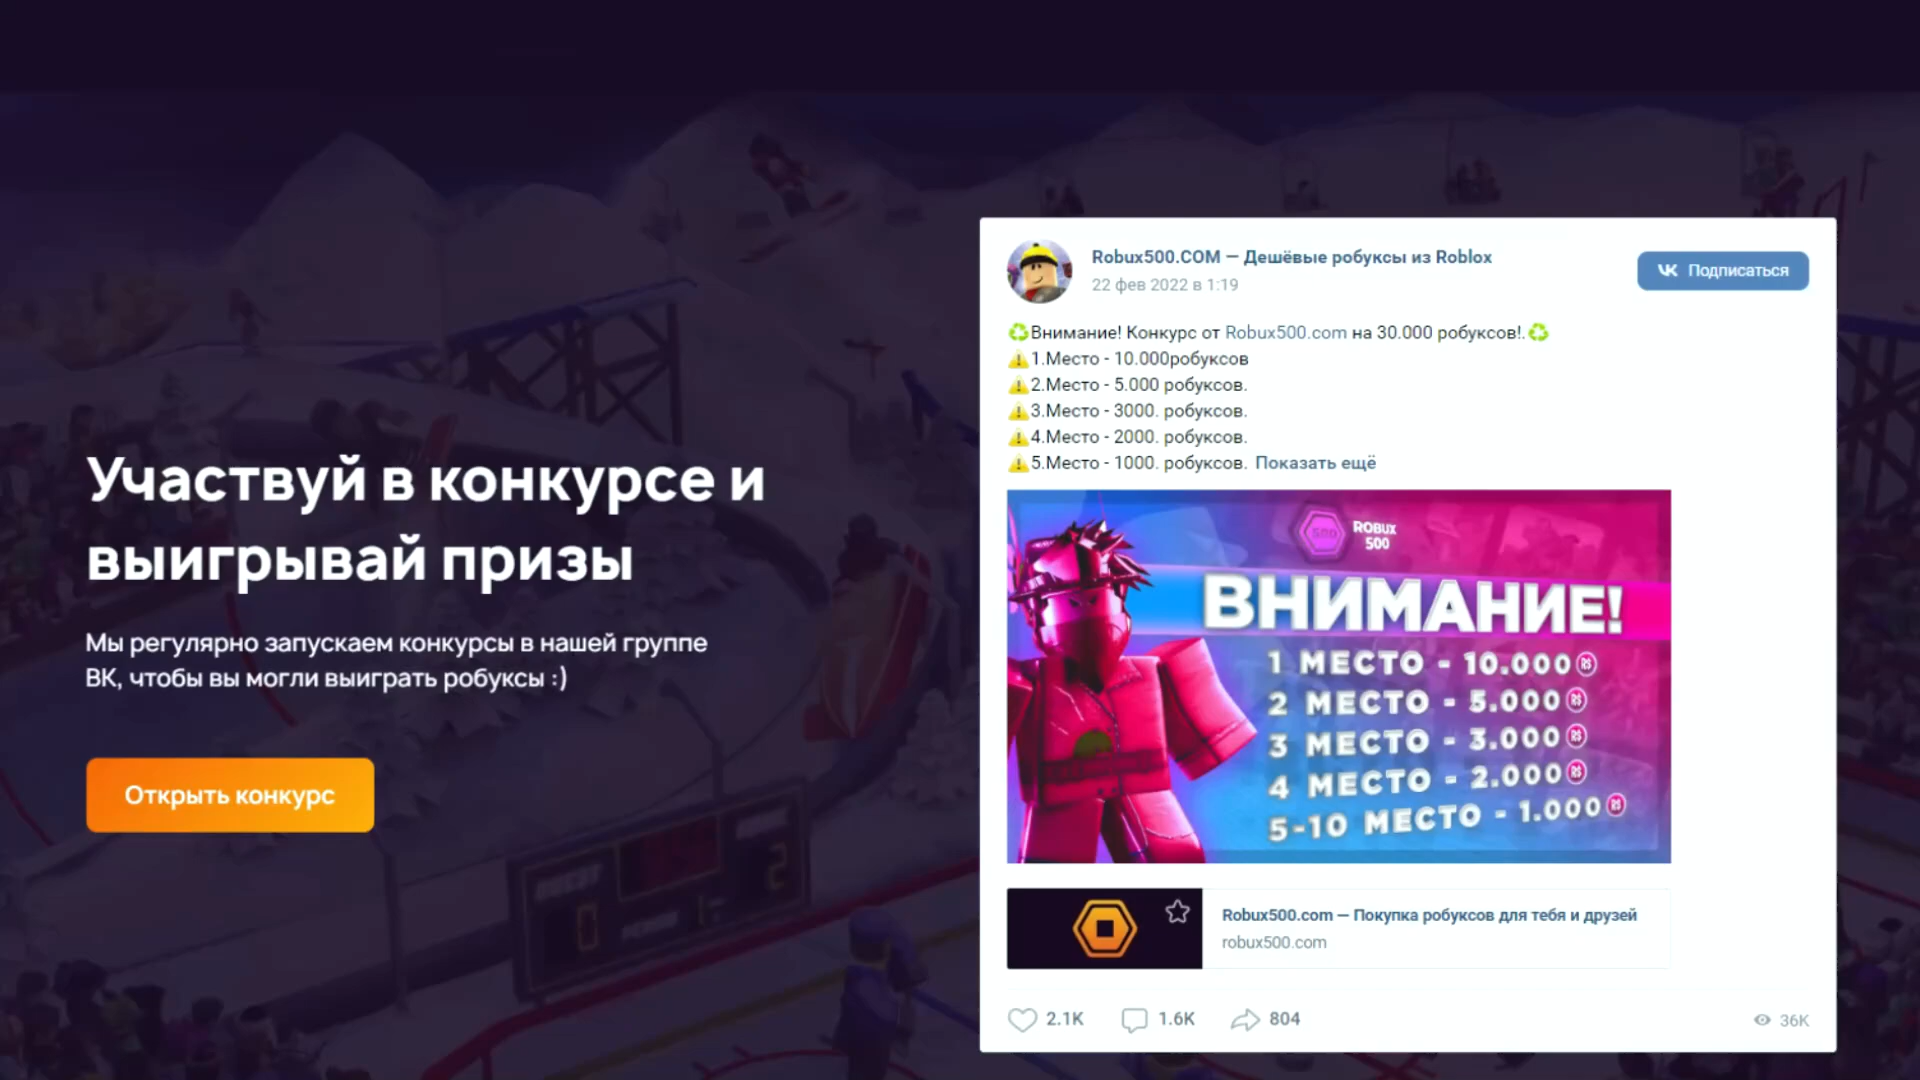 Участвуй в конкурсе и
выигрывай призы
Мы регулярно запускаем конкурсы в нашей группе
ВК, чтобы вы могли выиграть робуксы :)
Открыть конкурс
Robux500.COM — Дешёвые робуксы из Roblox
22 фев 2022 в 1:19
Подписаться
♻Внимание! Конкурс от Robux500.com на 30.000 робуксов!.♻
⚠1.Место - 10.000робуксов
⚠2.Место - 5.000 робуксов.
⚠3.Место - 3000. робуксов.
⚠4.Место - 2000. робуксов.
⚠5.Место - 1000. робуксов. Показать ещё
500
ROBUX
500
ВНИМАНИЕ!
1 МЕСТО - 10.000 R$
2 МЕСТО - 5.000 R$
3 МЕСТО - 3.000 R$
4 МЕСТО - 2.000 R$
5-10 МЕСТО - 1.000 R$
Robux500.com — Покупка робуксов для тебя и друзей
robux500.com
2.1K
1.6K
804
36K